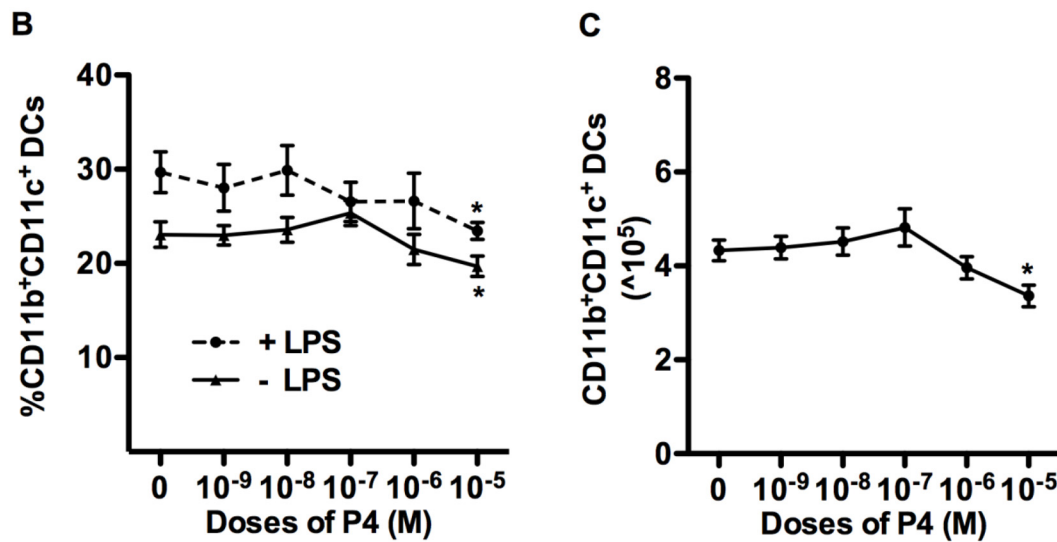 B
%CD11b⁺CD11c⁺ DCs
40
30
20
10
+ LPS
- LPS
*
*
0 10⁻⁹ 10⁻⁸ 10⁻⁷ 10⁻⁶ 10⁻⁵
Doses of P4 (M)
C
CD11b⁺CD11c⁺ DCs
(^10⁵)
8
6
4
2
0
*
0 10⁻⁹ 10⁻⁸ 10⁻⁷ 10⁻⁶ 10⁻⁵
Doses of P4 (M)